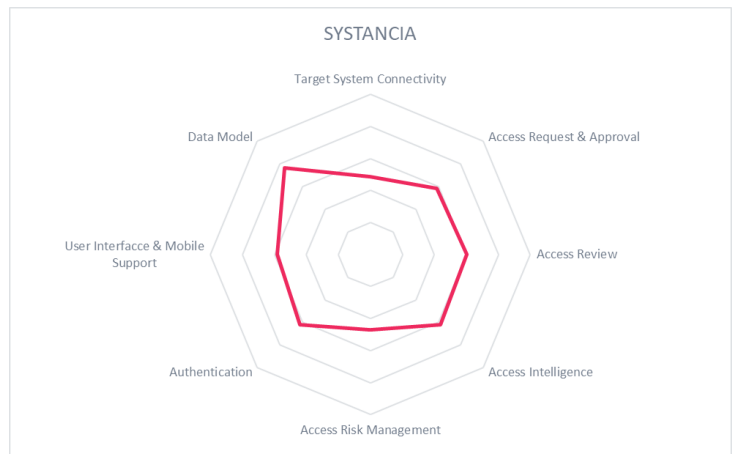 SYSTANCIA
Target System Connectivity
Data Model
Access Request & Approval
User Interfacce & Mobile
Support
Access Review
Authentication
Access Intelligence
Access Risk Management